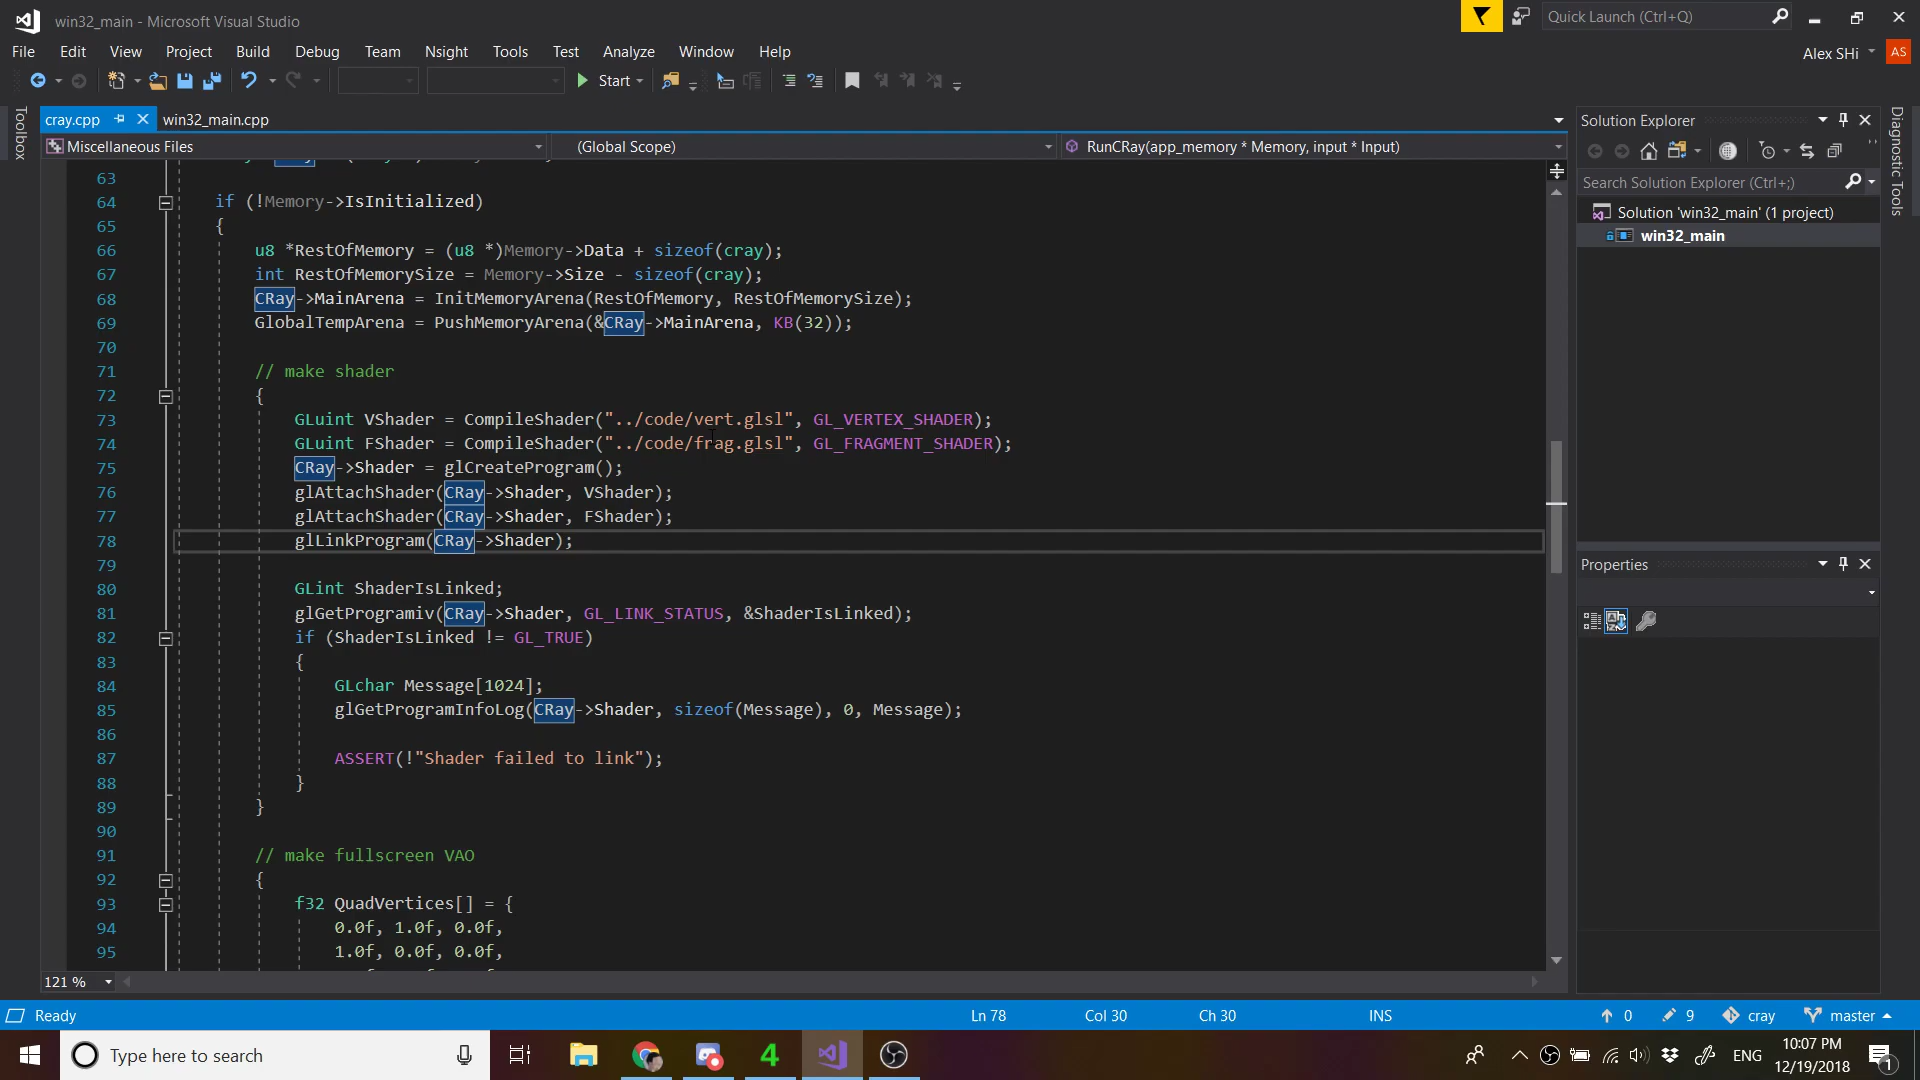 win32_main - Microsoft Visual Studio
Quick Launch (Ctrl+Q)
File Edit View Project Build Debug Team Nsight Tools Test Analyze Window Help
Alex SHi AS
Start
Toolbox
cray.cpp win32_main.cpp
Miscellaneous Files (Global Scope) RunCRay(app_memory * Memory, input * Input)
63
64 if (!Memory->IsInitialized)
65 {
66 u8 *RestOfMemory = (u8 *)Memory->Data + sizeof(cray);
67 int RestOfMemorySize = Memory->Size - sizeof(cray);
68 CRay->MainArena = InitMemoryArena(RestOfMemory, RestOfMemorySize);
69 GlobalTempArena = PushMemoryArena(&CRay->MainArena, KB(32));
70
71 // make shader
72 {
73 GLuint VShader = CompileShader("../code/vert.glsl", GL_VERTEX_SHADER);
74 GLuint FShader = CompileShader("../code/frag.glsl", GL_FRAGMENT_SHADER);
75 CRay->Shader = glCreateProgram();
76 glAttachShader(CRay->Shader, VShader);
77 glAttachShader(CRay->Shader, FShader);
78 glLinkProgram(CRay->Shader);
79
80 GLint ShaderIsLinked;
81 glGetProgramiv(CRay->Shader, GL_LINK_STATUS, &ShaderIsLinked);
82 if (ShaderIsLinked != GL_TRUE)
83 {
84 GLchar Message[1024];
85 glGetProgramInfoLog(CRay->Shader, sizeof(Message), 0, Message);
86
87 ASSERT(!"Shader failed to link");
88 }
89 }
90
91 // make fullscreen VAO
92 {
93 f32 QuadVertices[] = {
94 0.0f, 1.0f, 0.0f,
95 1.0f, 0.0f, 0.0f,
121 %
Solution Explorer
Search Solution Explorer (Ctrl+;)
Solution 'win32_main' (1 project)
win32_main
Properties
Diagnostic Tools
Ready Ln 78 Col 30 Ch 30 INS 0 9 cray master
Type here to search
4
ENG
10:07 PM
12/19/2018
1